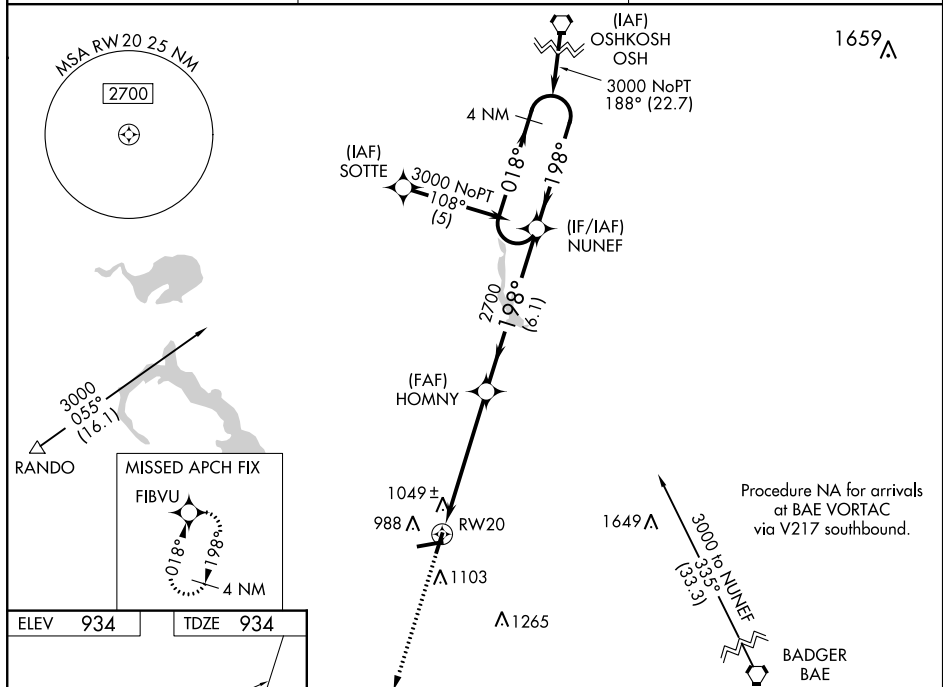 MSA RW20 25 NM
2700
(IAF)
OSHKOSH
OSH
1659
3000 NoPT
188° (22.7)
4 NM
018°
198°
(IAF)
SOTTE
3000 NoPT
108°
(5)
(IF/IAF)
NUNEF
2700
198°
(6.1)
3000
055°
(16.1)
RANDO
(FAF)
HOMNY
MISSED APCH FIX
FIBVU
018°
198°
4 NM
1049 ±
988
RW20
1103
1265
1649
Procedure NA for arrivals
at BAE VORTAC
via V217 southbound.
3000 to NUNEF
335°
(33.3)
BADGER
BAE
ELEV 934
TDZE 934